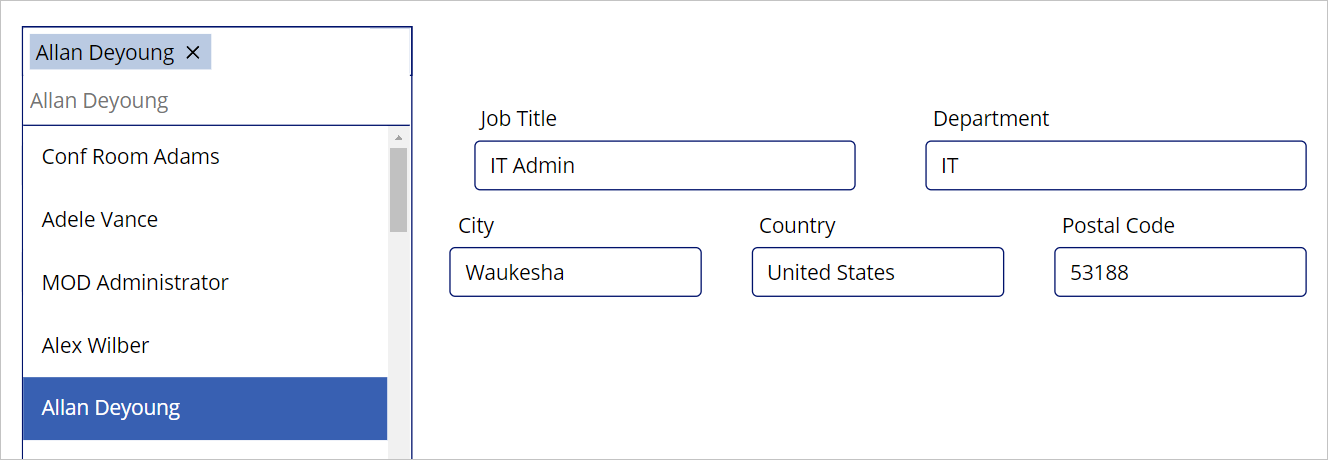 Allan Deyoung
Allan Deyoung
Conf Room Adams
Adele Vance
MOD Administrator
Alex Wilber
Allan Deyoung
Job Title
Department
IT Admin
IT
City
Country
Postal Code
Waukesha
United States
53188